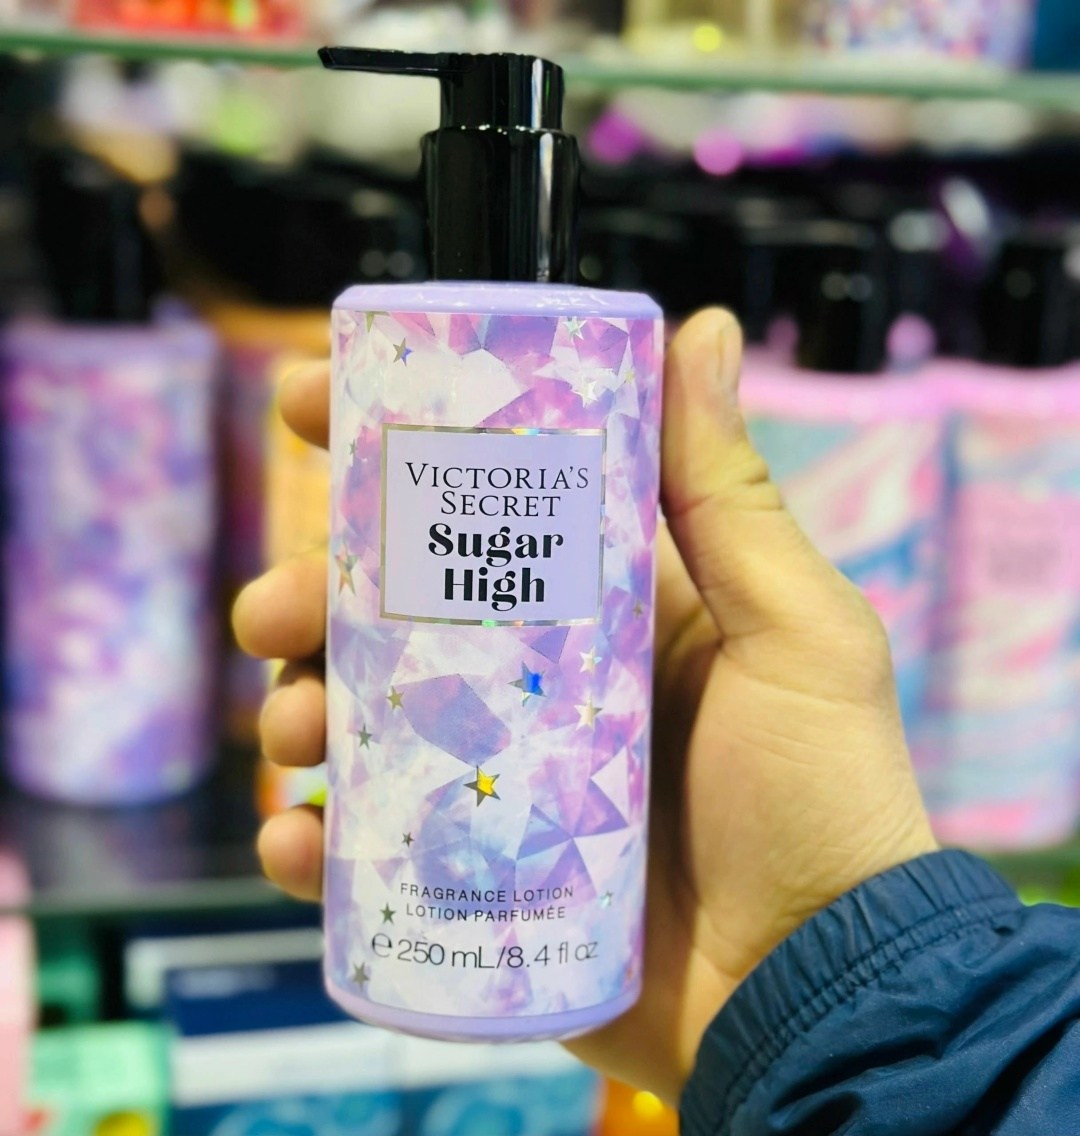 VICTORIA'S
SECRET
Sugar
High
FRAGRANCE LOTION
LOTION PARFUMÉE
℮ 250 mL/8.4 fl oz